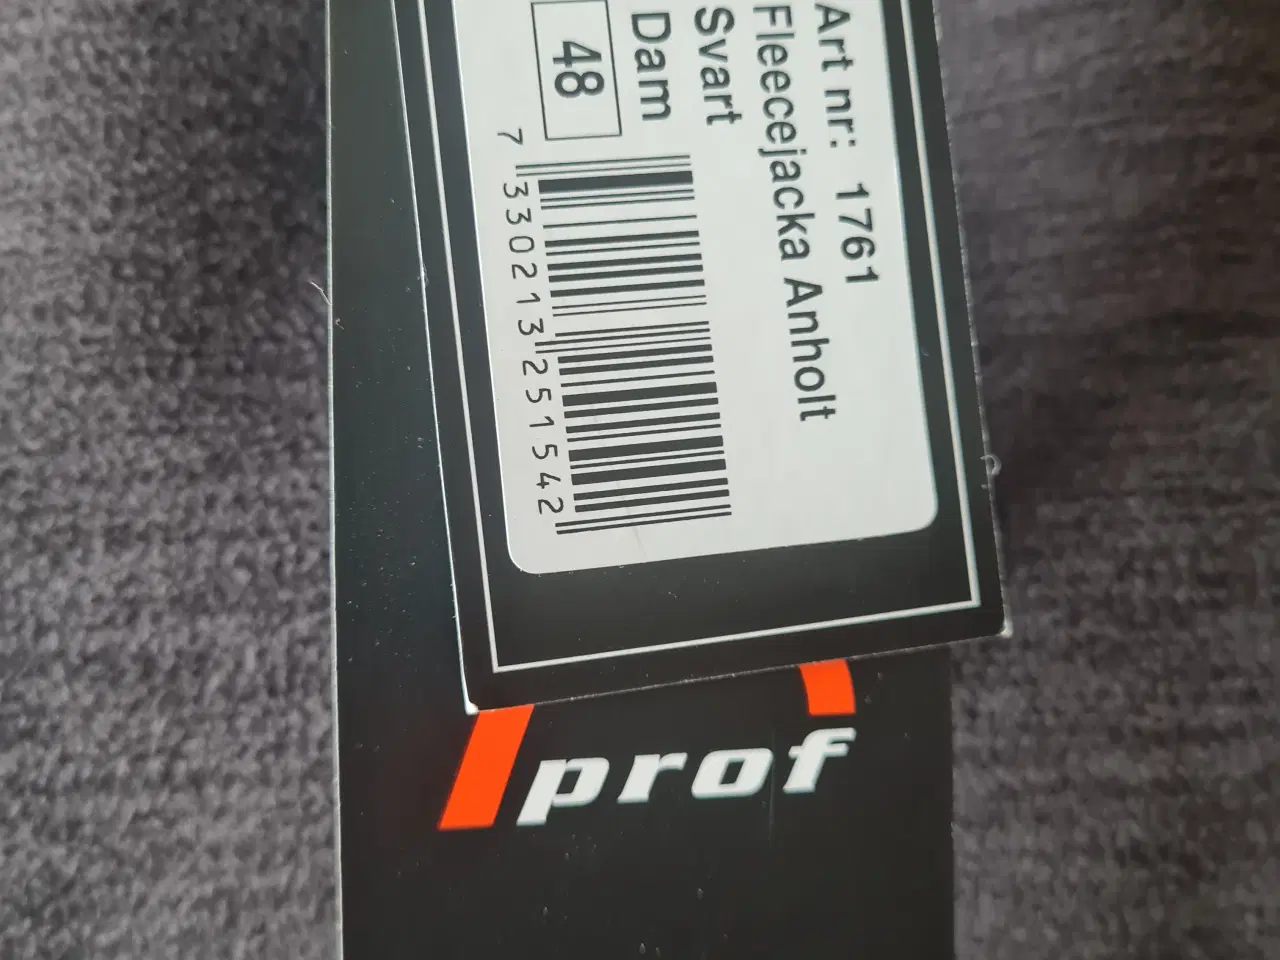 Art nr: 1761
Fleecejacka Anholt
Svart
Dam
48
7 330213 251542
prof